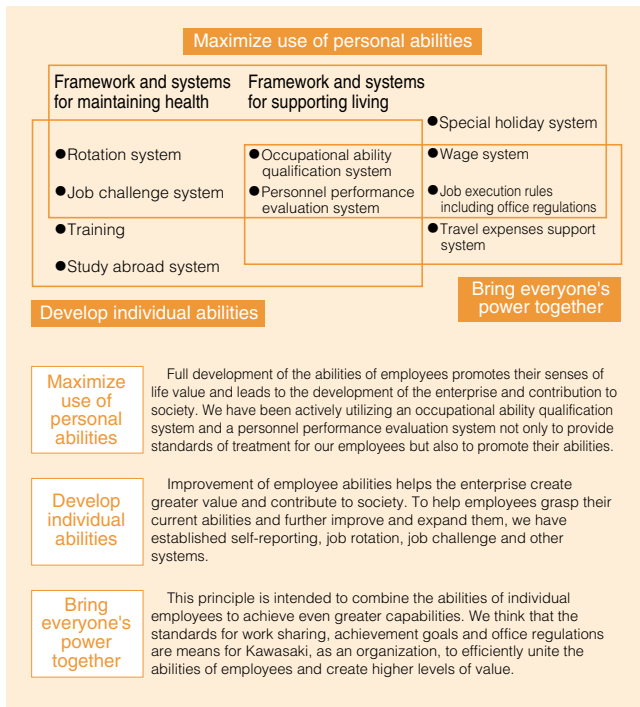 Maximize use of personal abilities
Framework and systems
for maintaining health
Framework and systems
for supporting living
●Special holiday system
●Rotation system
●Occupational ability
qualification system
●Wage system
●Job challenge system
●Personnel performance
evaluation system
●Job execution rules
including office regulations
●Training
●Travel expenses support
system
●Study abroad system
Develop individual abilities
Bring everyone's
power together
Maximize
use of
personal
abilities
Full development of the abilities of employees promotes their senses of
life value and leads to the development of the enterprise and contribution to
society. We have been actively utilizing an occupational ability qualification
system and a personnel performance evaluation system not only to provide
standards of treatment for our employees but also to promote their abilities.
Develop
individual
abilities
Improvement of employee abilities helps the enterprise create
greater value and contribute to society. To help employees grasp their
current abilities and further improve and expand them, we have
established self-reporting, job rotation, job challenge and other
systems.
Bring
everyone's
power
together
This principle is intended to combine the abilities of individual
employees to achieve even greater capabilities. We think that the
standards for work sharing, achievement goals and office regulations
are means for Kawasaki, as an organization, to efficiently unite the
abilities of employees and create higher levels of value.